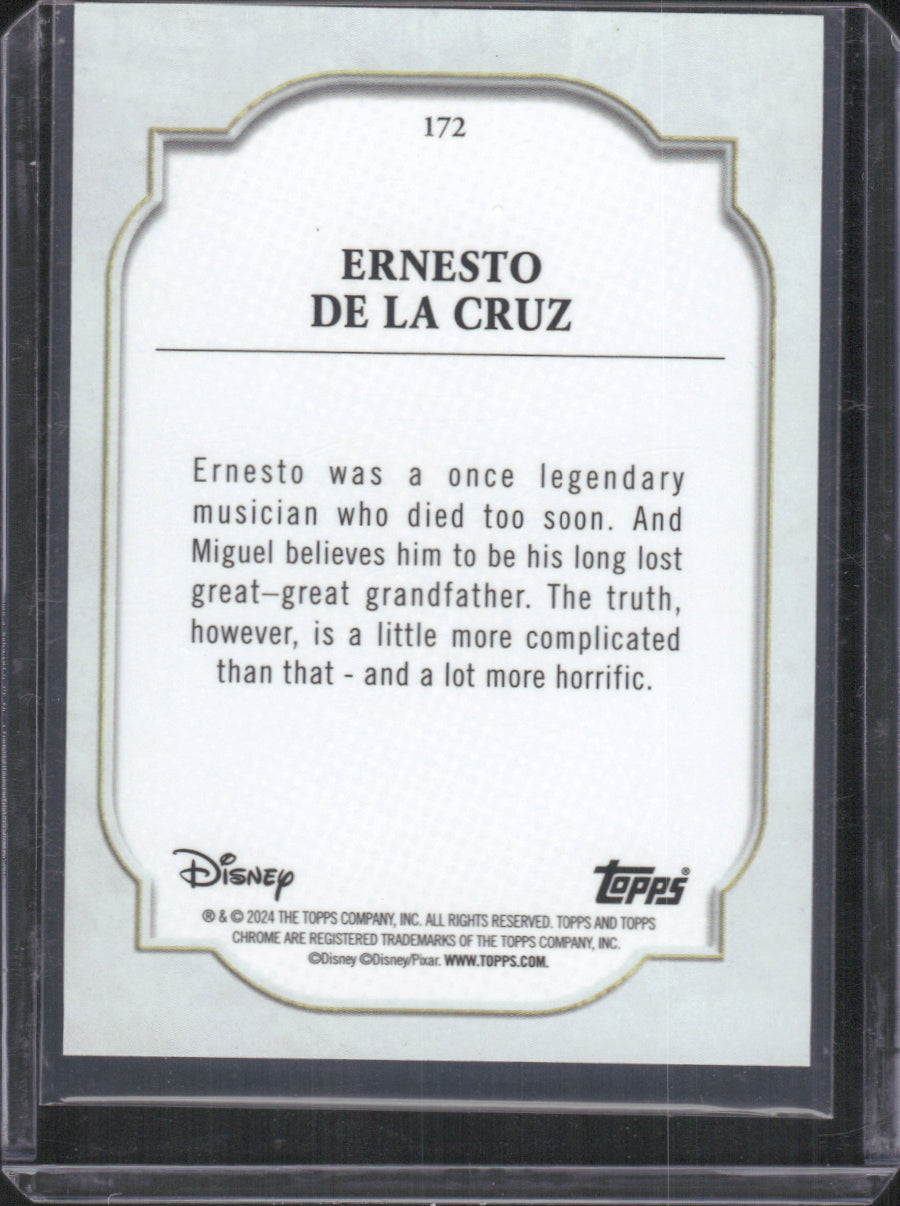 172
ERNESTO
DE LA CRUZ
Ernesto was a once legendary
musician who died too soon. And
Miguel believes him to be his long lost
great–great grandfather. The truth,
however, is a little more complicated
than that - and a lot more horrific.
Disney
topps®
® & © 2024 THE TOPPS COMPANY, INC. ALL RIGHTS RESERVED. TOPPS AND TOPPS
CHROME ARE REGISTERED TRADEMARKS OF THE TOPPS COMPANY, INC.
©Disney ©Disney/Pixar. WWW.TOPPS.COM.